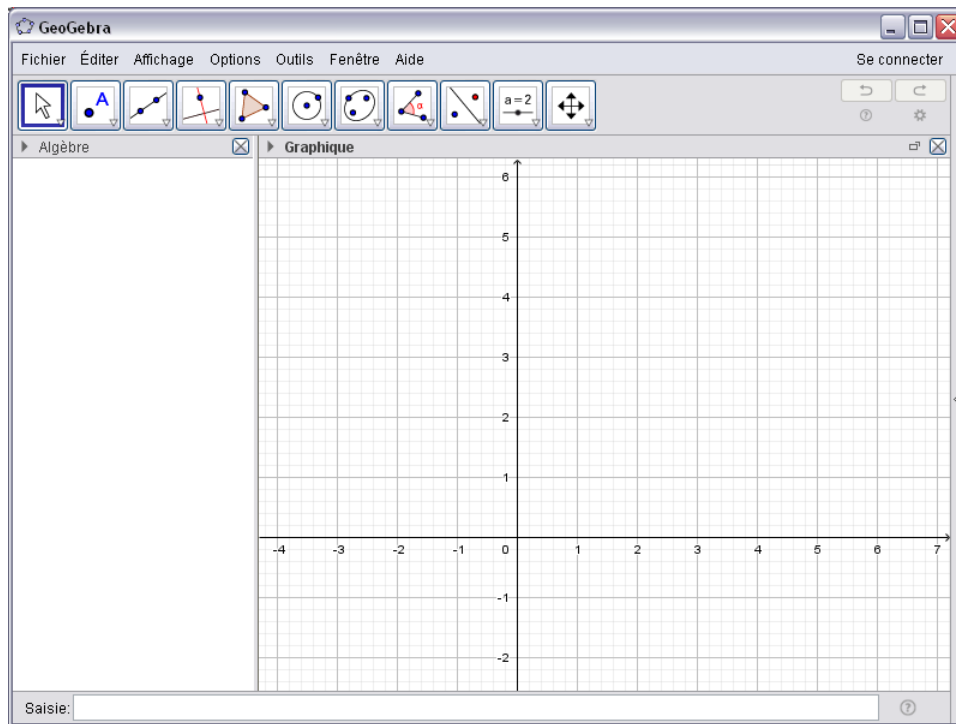 GeoGebra
Fichier Éditer Affichage Options Outils Fenêtre Aide Se connecter
A α a = 2
Algèbre Graphique
6
5
4
3
2
1
-4 -3 -2 -1 0 1 2 3 4 5 6 7
-1
-2
Saisie: